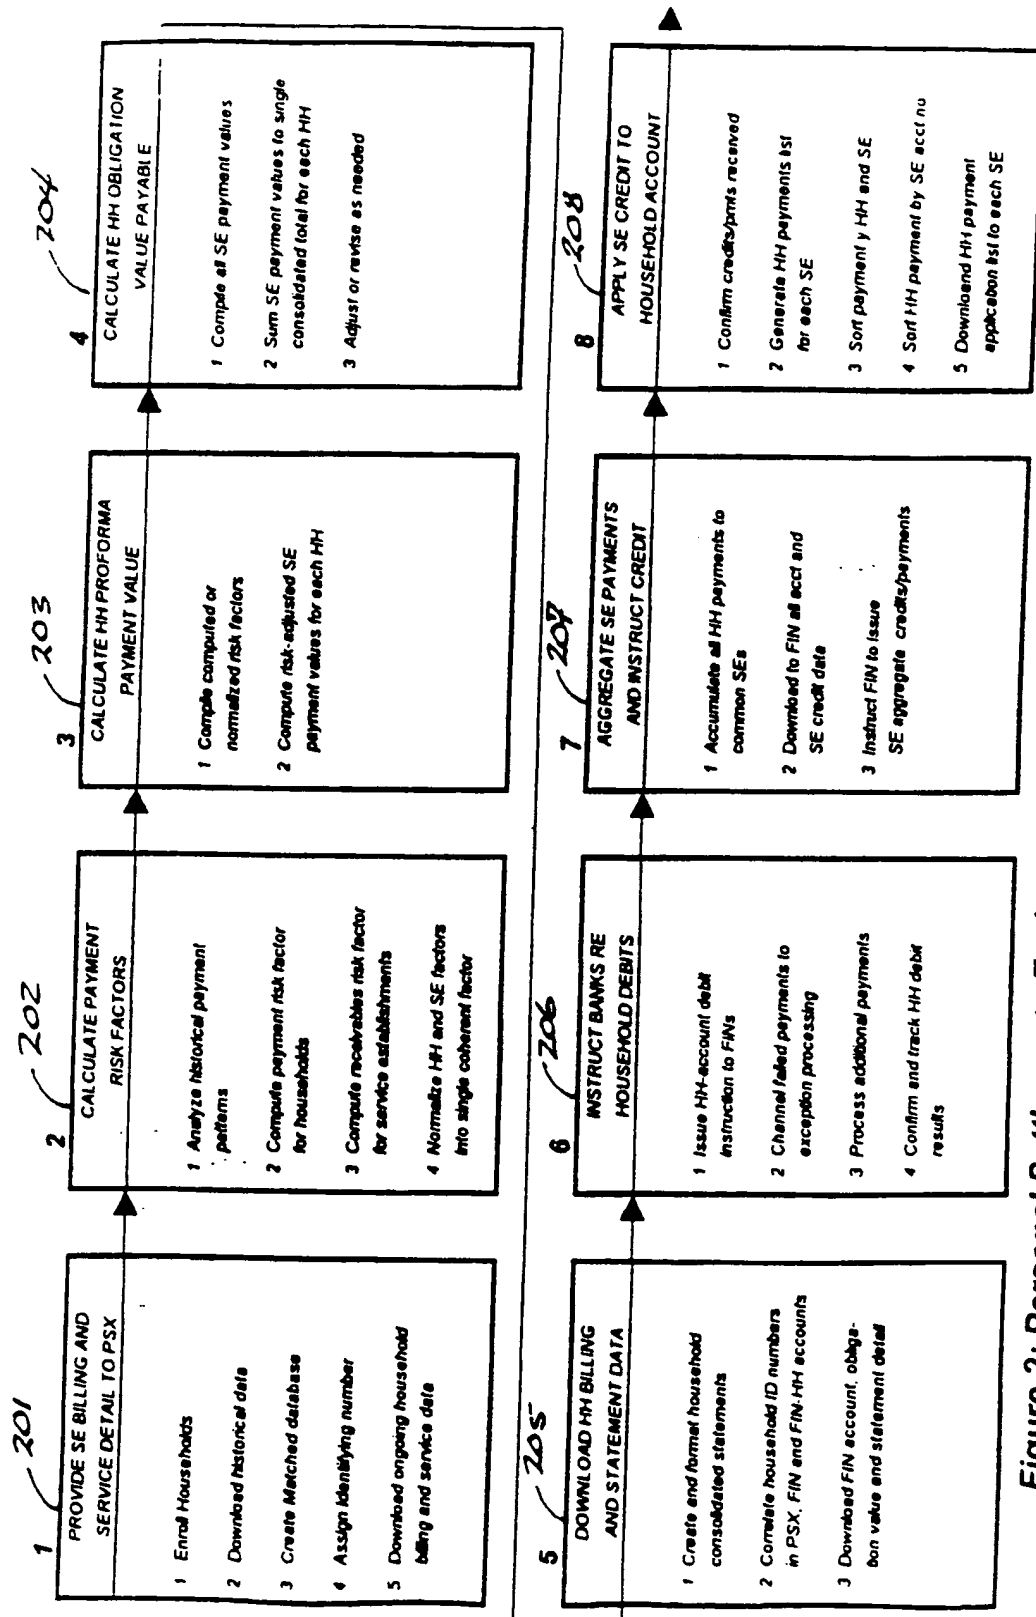 201
1
PROVIDE SE BILLING AND
SERVICE DETAIL TO PSX
1 Enroll Households
2 Download historical data
3 Create Matched database
4 Assign Identifying number
5 Download ongoing household
billing and service data
202
2
CALCULATE PAYMENT
RISK FACTORS
1 Analyze historical payment
patterns
2 Compute payment risk factor
for households
3 Compute receivables risk factor
for service establishments
4 Normalize HH and SE factors
into single coherent factor
203
3
CALCULATE HH PROFORMA
PAYMENT VALUE
1 Compile computed or
normalized risk factors
2 Compute risk-adjusted SE
payment values for each HH
204
4
CALCULATE HH OBLIGATION
VALUE PAYABLE
1 Compile all SE payment values
2 Sum SE payment values to single
consolidated total for each HH
3 Adjust or revise as needed
205
5
DOWNLOAD HH BILLING
AND STATEMENT DATA
1 Create and format household
consolidated statements
2 Correlate household ID numbers
in PSX, FIN and FIN-HH accounts
3 Download FIN account, obliga-
tion value and statement detail
206
6
INSTRUCT BANKS RE
HOUSEHOLD DEBITS
1 Issue HH-account debit
instruction to FINs
2 Channel failed payments to
exception processing
3 Process additional payments
4 Confirm and track HH debit
results
207
7
AGGREGATE SE PAYMENTS
AND INSTRUCT CREDIT
1 Accumulate all HH payments to
common SEs
2 Download to FIN all acct and
SE credit data
3 Instruct FIN to issue
SE aggregate credits/payments
208
8
APPLY SE CREDIT TO
HOUSEHOLD ACCOUNT
1 Confirm credits/pmts received
2 Generate HH payments list
for each SE
3 Sort payment y HH and SE
4 Sort HH payment by SE acct nu
5 Download HH payment
application list to each SE
Figure 2: Personal